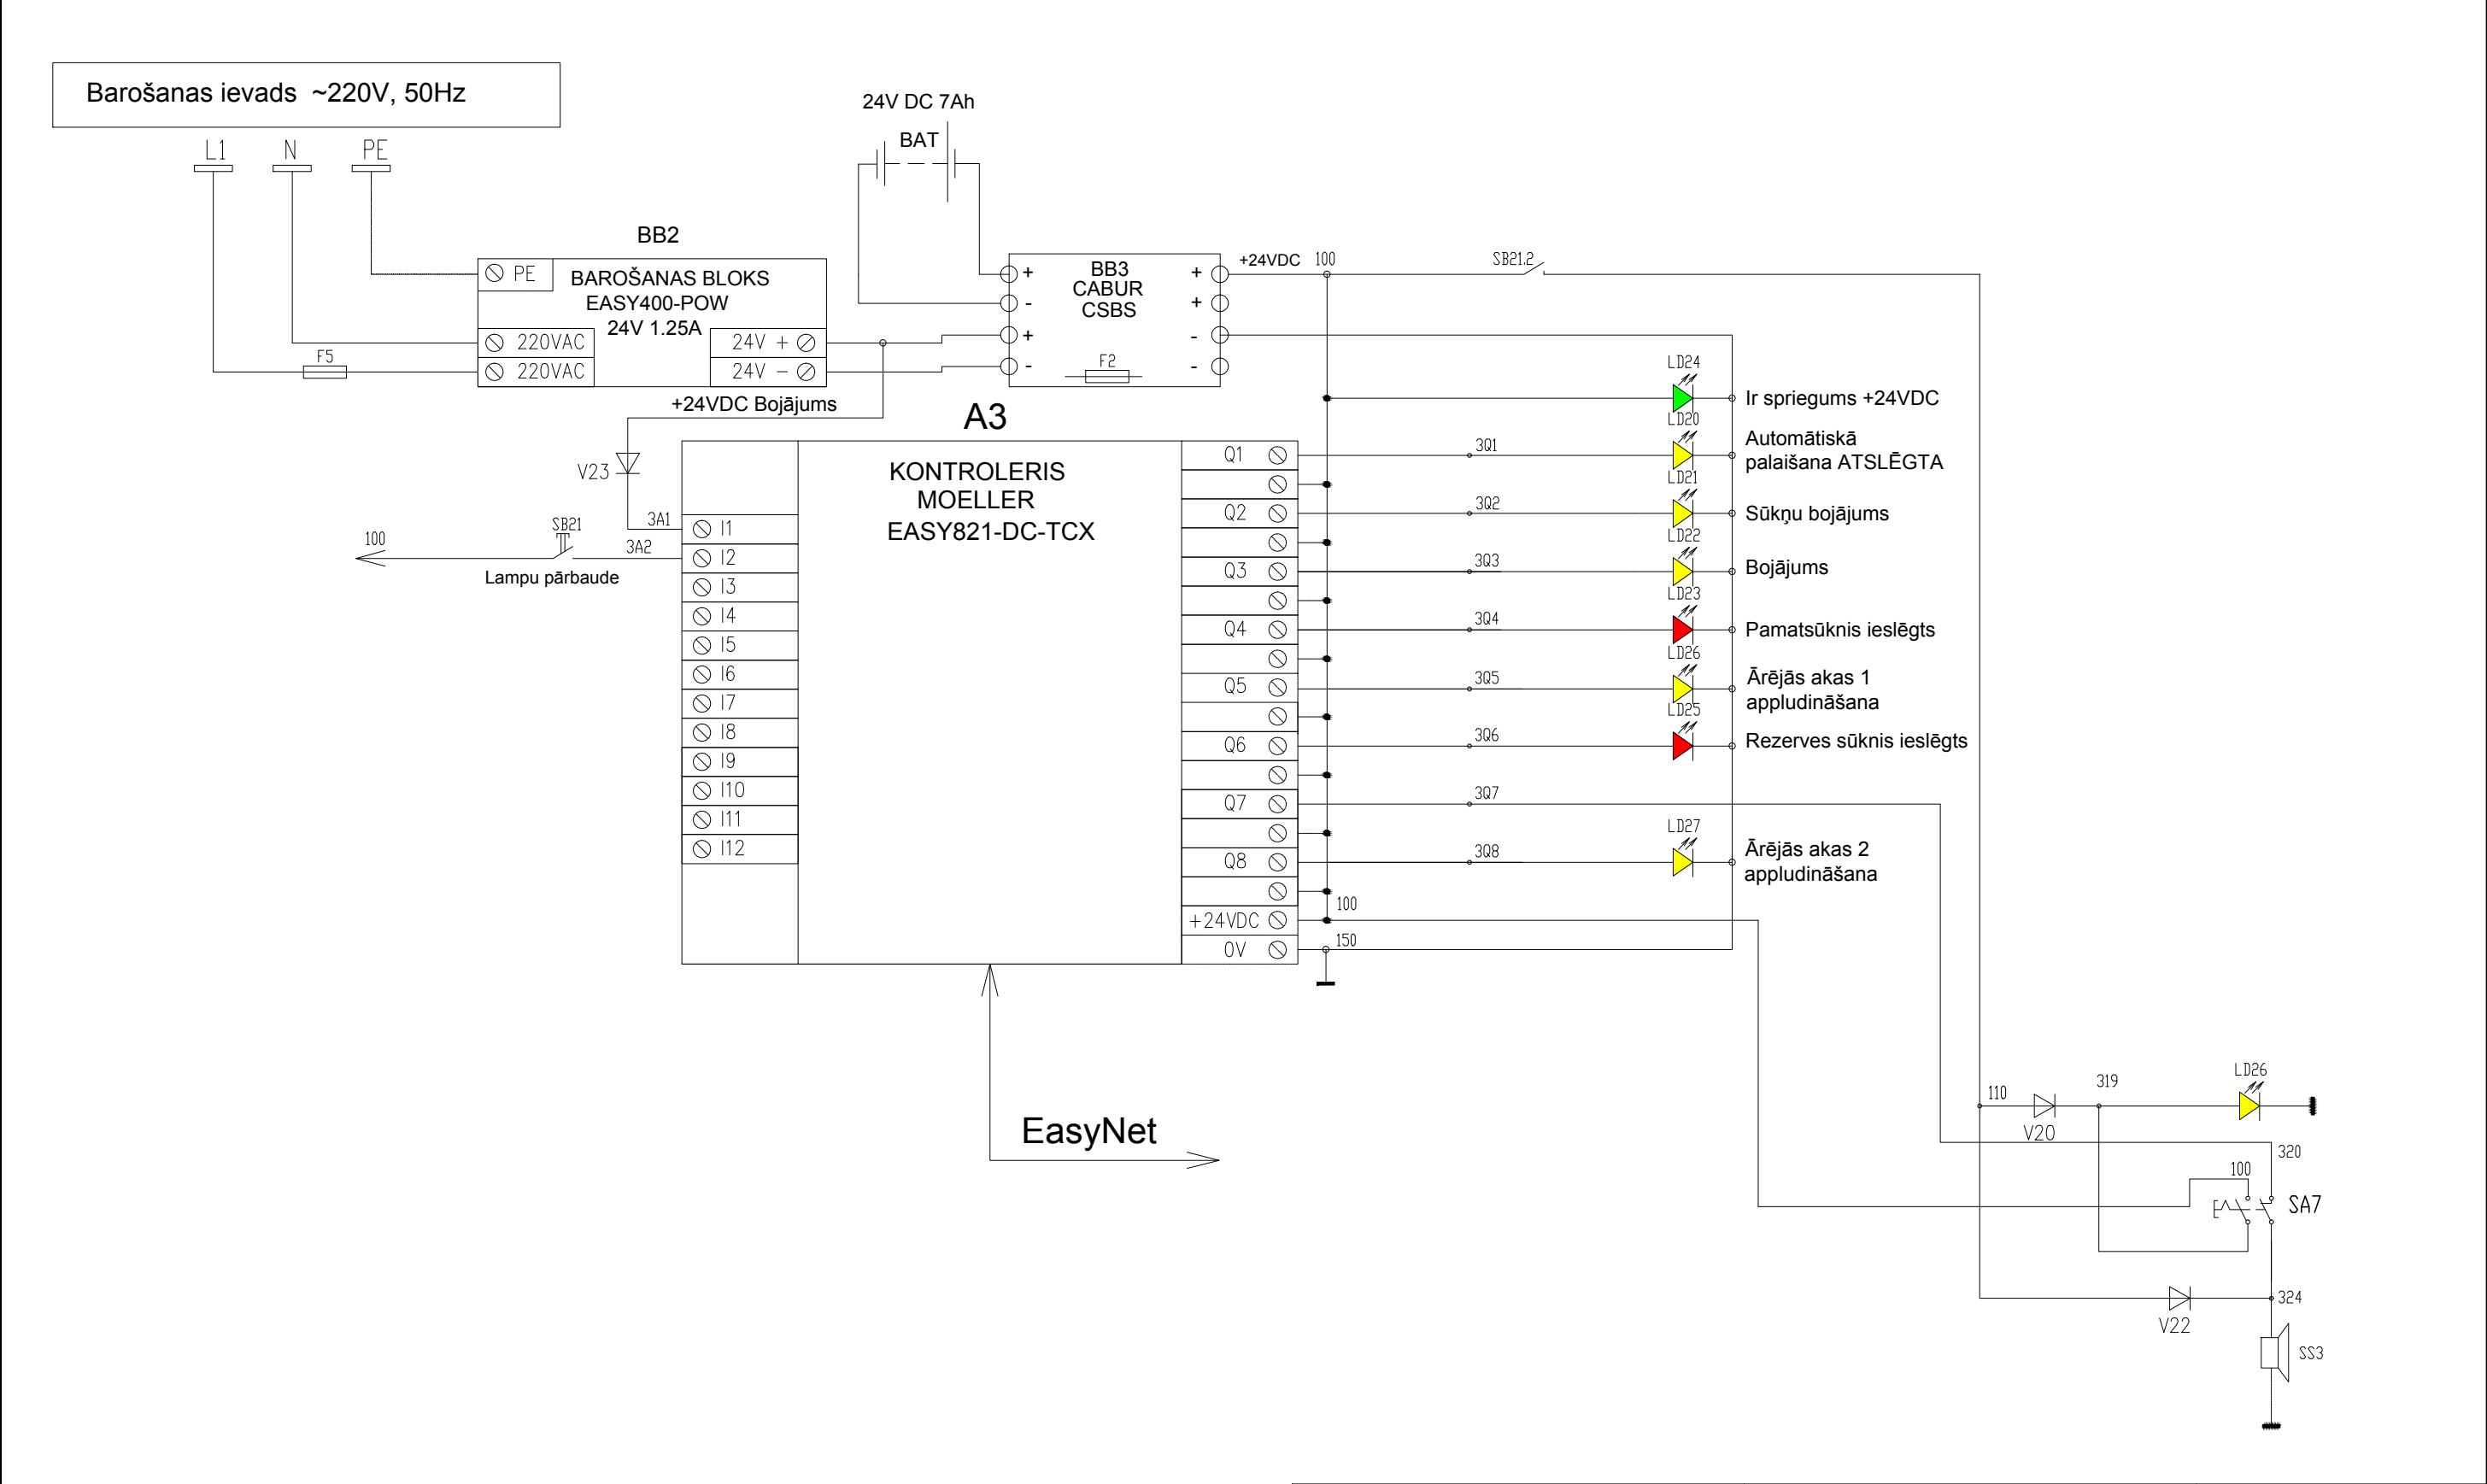 Barošanas ievads ~220V, 50Hz
L1
N
PE
24V DC 7Ah
BAT
BB2
PE
BAROŠANAS BLOKS
EASY400-POW
24V 1.25A
220VAC
220VAC
24V +
24V −
F5
BB3
CABUR
CSBS
+
-
+
-
+
+
-
-
F2
+24VDC
100
SB21.2
+24VDC Bojājums
A3
V23
3A1
SB21
100
3A2
Lampu pārbaude
KONTROLERIS
MOELLER
EASY821-DC-TCX
I1
I2
I3
I4
I5
I6
I7
I8
I9
I10
I11
I12
Q1
Q2
Q3
Q4
Q5
Q6
Q7
Q8
+24VDC
0V
3Q1
3Q2
3Q3
3Q4
3Q5
3Q6
3Q7
3Q8
100
150
LD24
Ir spriegums +24VDC
LD20
Automātiskā
palaišana ATSLĒGTA
LD21
Sūkņu bojājums
LD22
Bojājums
LD23
Pamatsūknis ieslēgts
LD26
Ārējās akas 1
appludināšana
LD25
Rezerves sūknis ieslēgts
LD27
Ārējās akas 2
appludināšana
EasyNet
110
V20
319
LD26
320
100
SA7
324
V22
SS3